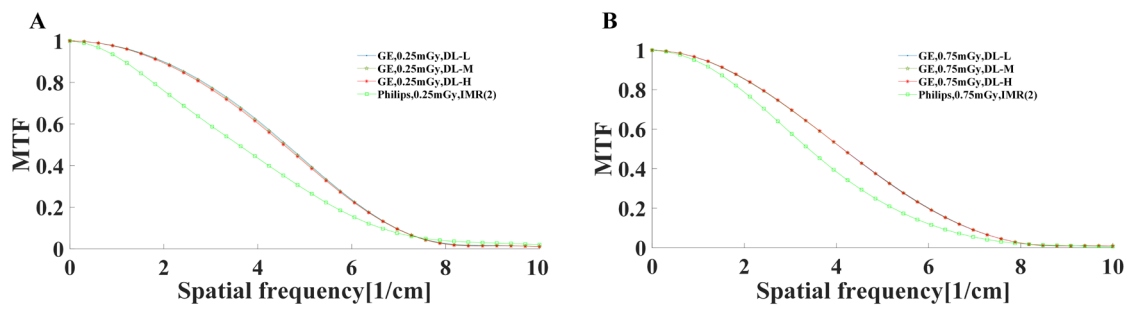 A
1
0.8
0.6
0.4
0.2
0
MTF
GE,0.25mGy,DL-L
GE,0.25mGy,DL-M
GE,0.25mGy,DL-H
Philips,0.25mGy,IMR(2)
0 2 4 6 8 10
Spatial frequency[1/cm]
B
1
0.8
0.6
0.4
0.2
0
MTF
GE,0.75mGy,DL-L
GE,0.75mGy,DL-M
GE,0.75mGy,DL-H
Philips,0.75mGy,IMR(2)
0 2 4 6 8 10
Spatial frequency[1/cm]